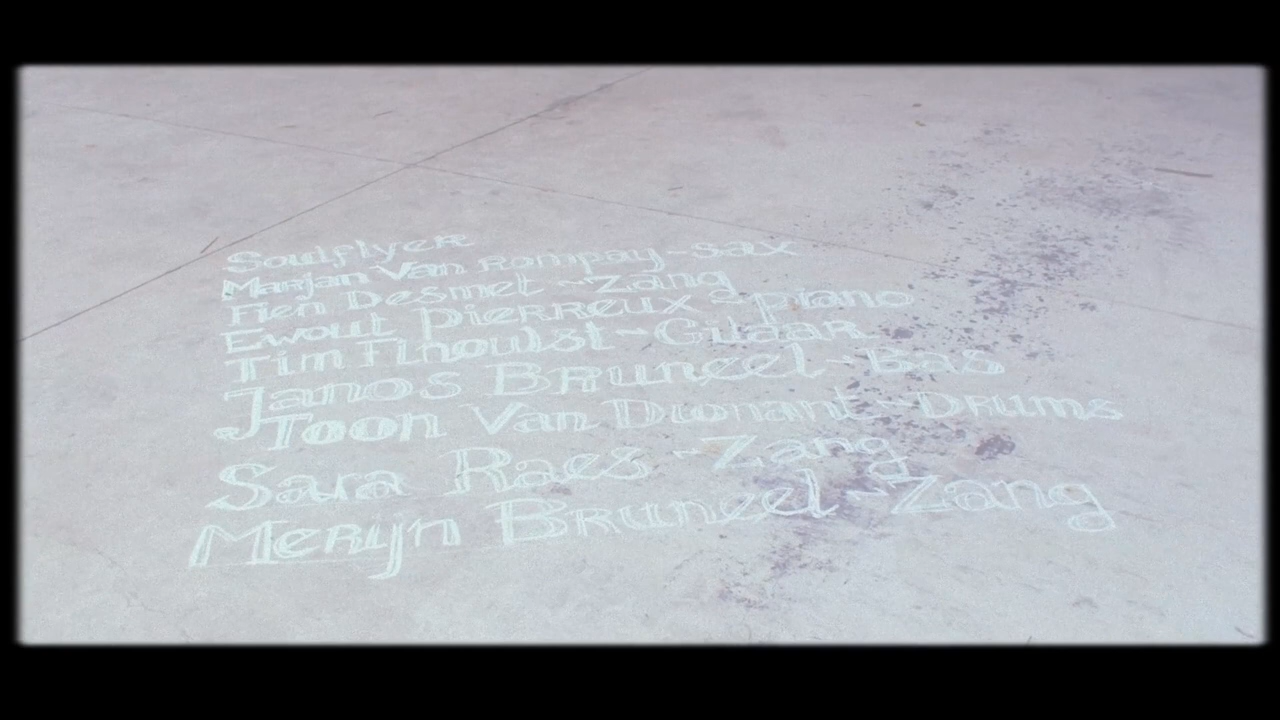 Soulflyer
Marjan Van Rompay - sax
Fien Desmet ~ Zang
Ewout Pierreux ~ piano
Tim Finoulst ~ Gitaar
Janos Bruneel ~ Bas
Toon Van Dionant ~ Drums
Sara Raes ~ Zang
Merijn Bruneel ~ Zang